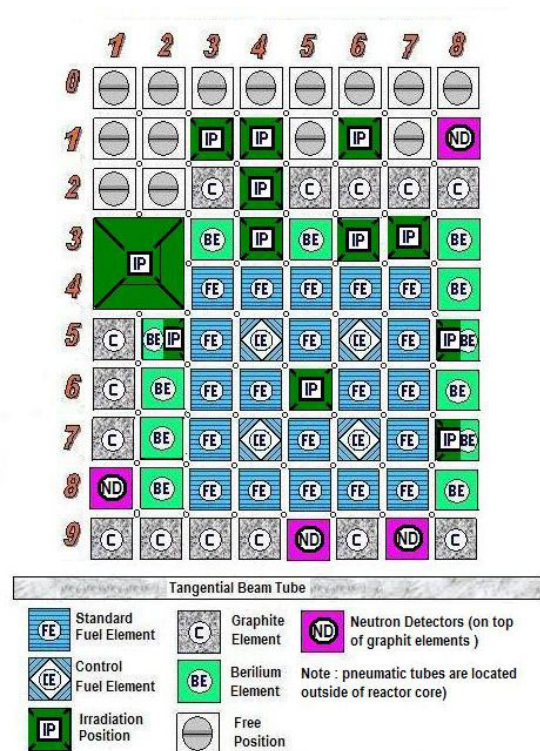 1 2 3 4 5 6 7 8
0
1 IP IP IP ND
2 C IP C C C C
3 BE IP BE IP IP BE
IP
4 FE FE FE FE FE BE
5 C BE IP FE CE FE CE FE IP BE
6 C BE FE FE IP FE FE BE
7 C BE FE CE FE CE FE IP BE
8 ND BE FE FE FE FE FE BE
9 C C C C ND C ND C
Tangential Beam Tube
FE Standard
Fuel Element
C Graphite
Element
ND Neutron Detectors (on top
of graphit elements )
CE Control
Fuel Element
BE Berilium
Element
Note : pneumatic tubes are located
outside of reactor core)
IP Irradiation
Position
Free
Position